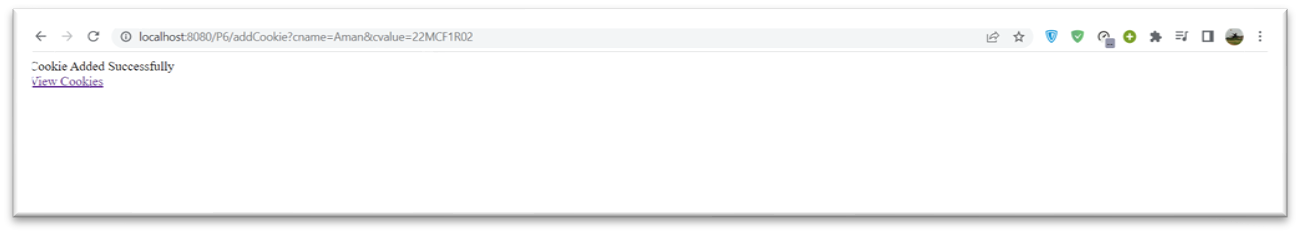 localhost:8080/P6/addCookie?cname=Aman&cvalue=22MCF1R02
Cookie Added Successfully
View Cookies